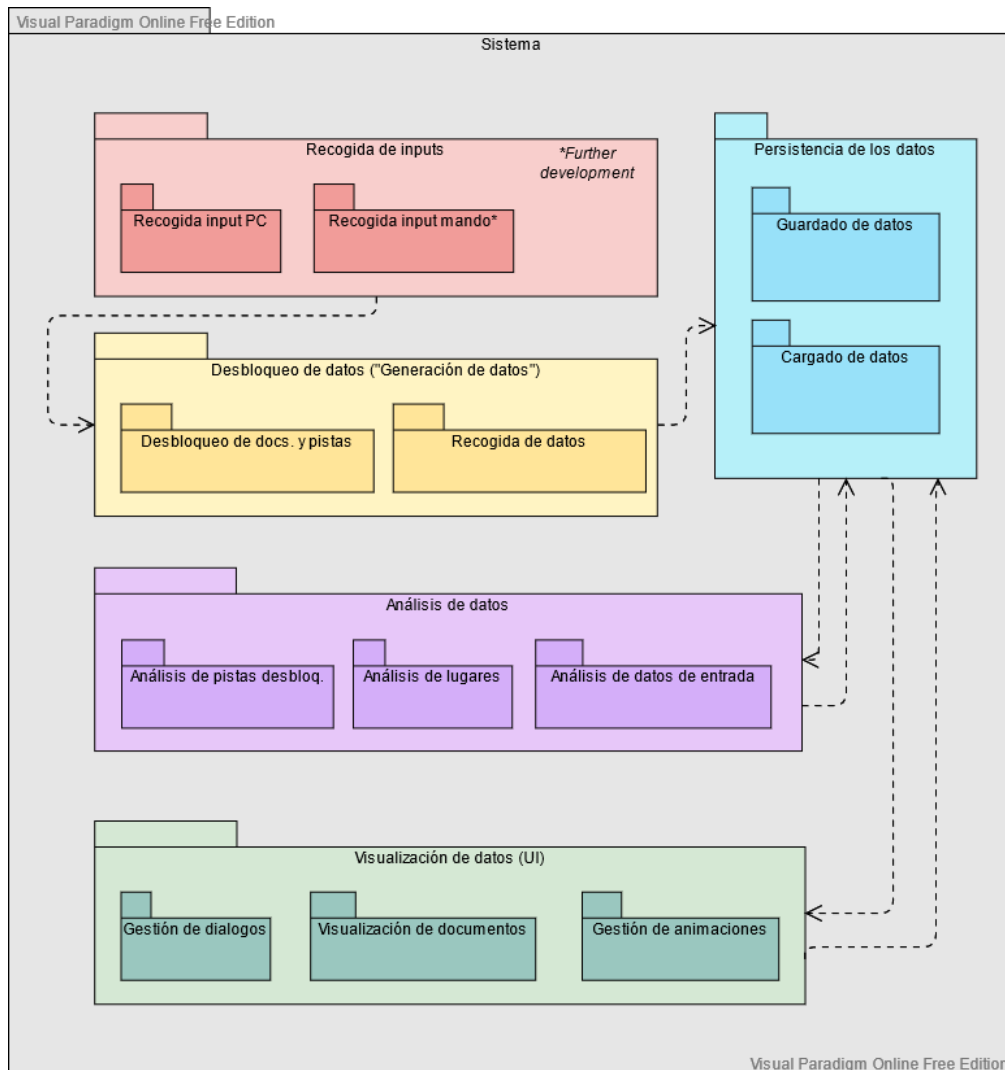 Visual Paradigm Online Free Edition
Sistema
Recogida de inputs
*Further
development
Recogida input PC
Recogida input mando*
Persistencia de los datos
Guardado de datos
Cargado de datos
Desbloqueo de datos ("Generación de datos")
Desbloqueo de docs. y pistas
Recogida de datos
Análisis de datos
Análisis de pistas desbloq.
Análisis de lugares
Análisis de datos de entrada
Visualización de datos (UI)
Gestión de dialogos
Visualización de documentos
Gestión de animaciones
Visual Paradigm Online Free Edition